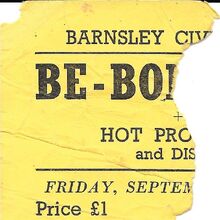 BARNSLEY CIV
BE-BO
+
HOT PRO
and DIS
FRIDAY, SEPTEM
Price £1